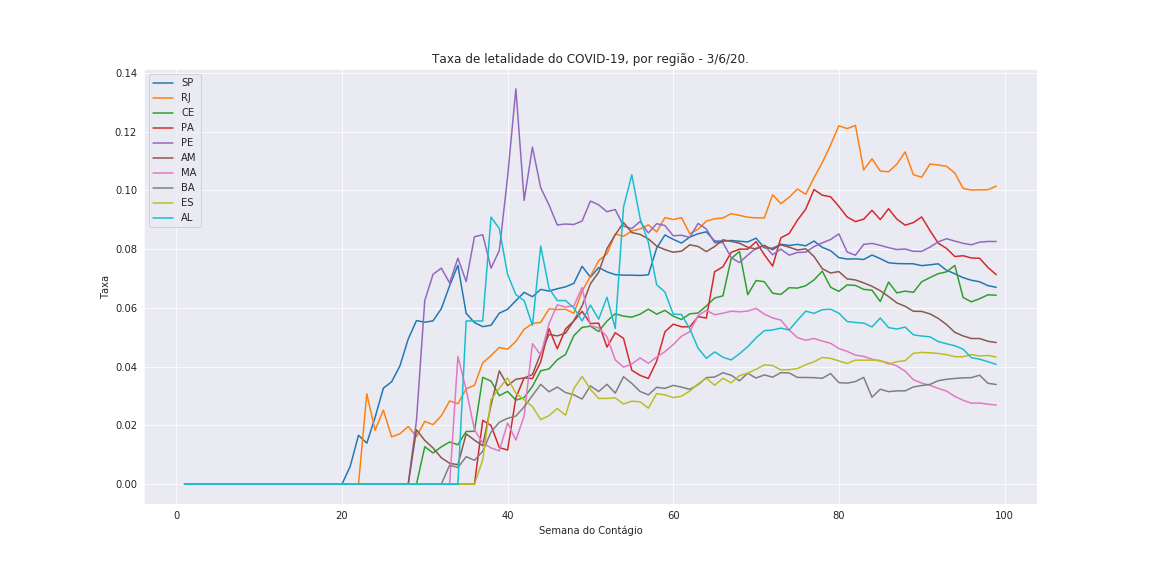 Taxa de letalidade do COVID-19, por região - 3/6/20.
0.14
0.12
0.10
0.08
0.06
0.04
0.02
0.00
Taxa
SP
RJ
CE
PA
PE
AM
MA
BA
ES
AL
0 20 40 60 80 100
Semana do Contágio